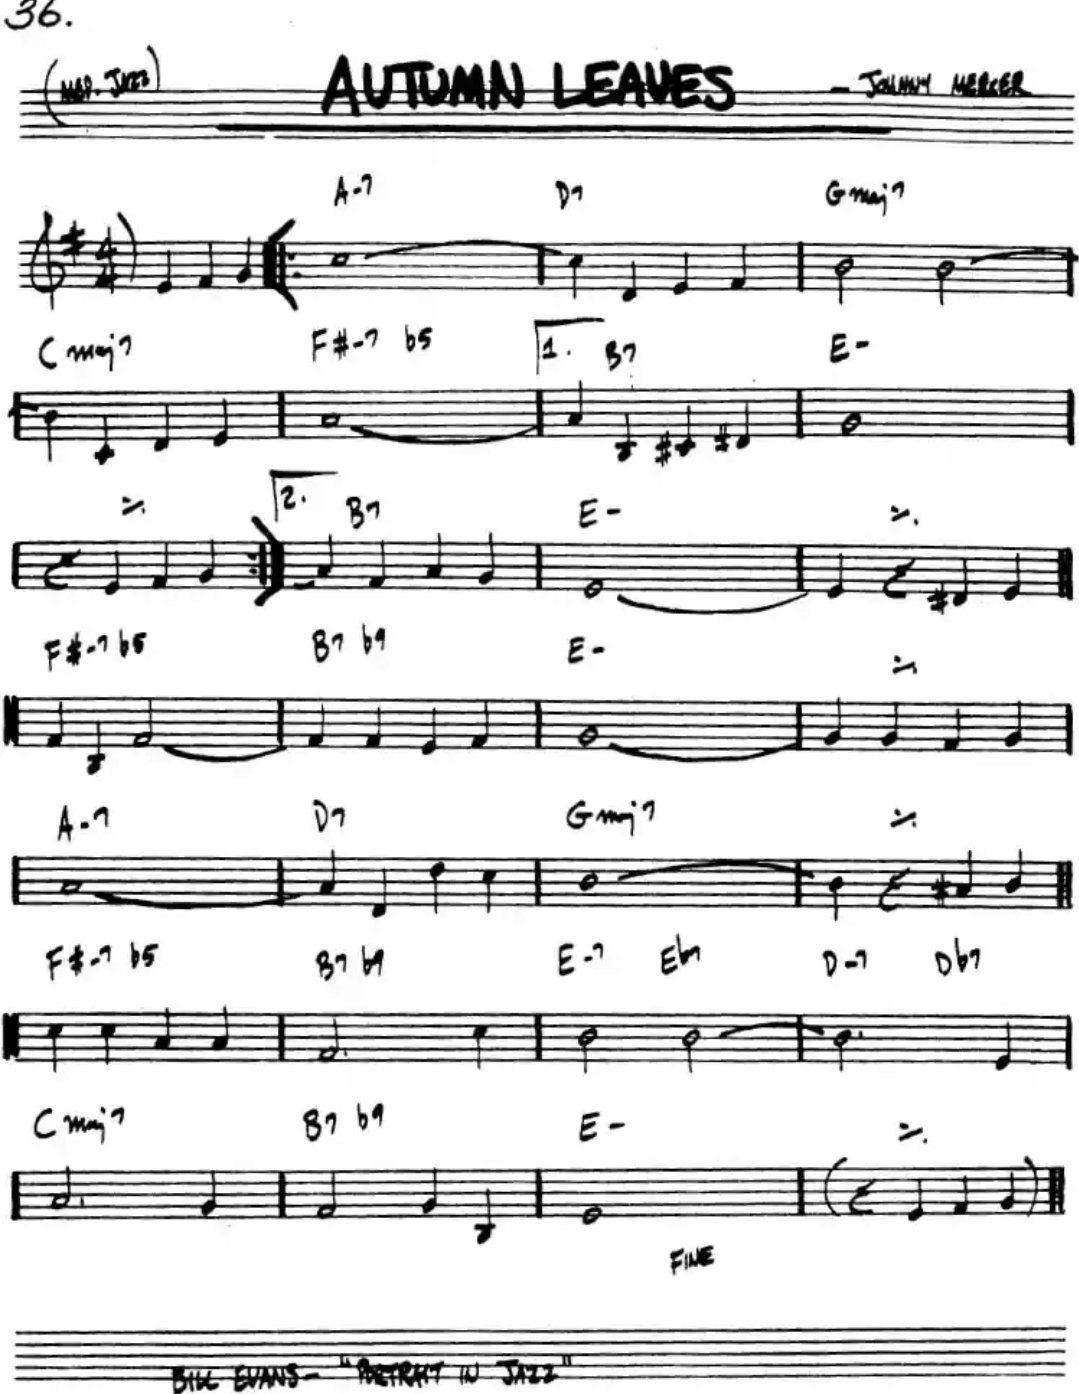 36.
(MED. JAZZ) AUTUMN LEAVES – JOHNNY MERCER
A-7 D7 Gmaj7
4 4
Cmaj7 F#-7 b5 1. B7 E-
2. B7 E-
F#-7 b5 B7 b9 E-
A-7 D7 Gmaj7
F#-7 b5 B7 b9 E-7 Eb7 D-7 Db7
Cmaj7 B7 b9 E-
FINE
BILL EVANS – "PORTRAIT IN JAZZ"